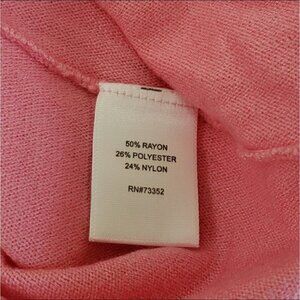 50% RAYON
26% POLYESTER
24% NYLON
RN#73352